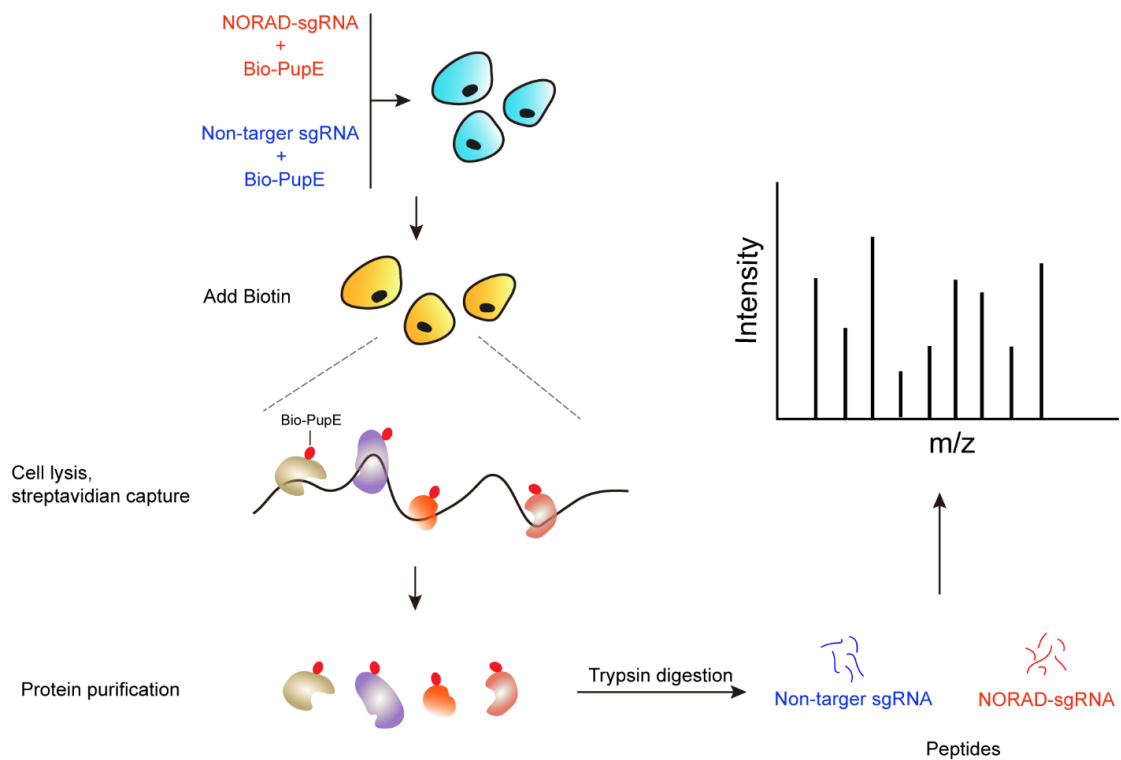 NORAD-sgRNA
+
Bio-PupE
Non-targer sgRNA
+
Bio-PupE
Add Biotin
Bio-PupE
Cell lysis,
streptavidian capture
Protein purification
Trypsin digestion
Non-targer sgRNA
NORAD-sgRNA
Peptides
Intensity
m/z